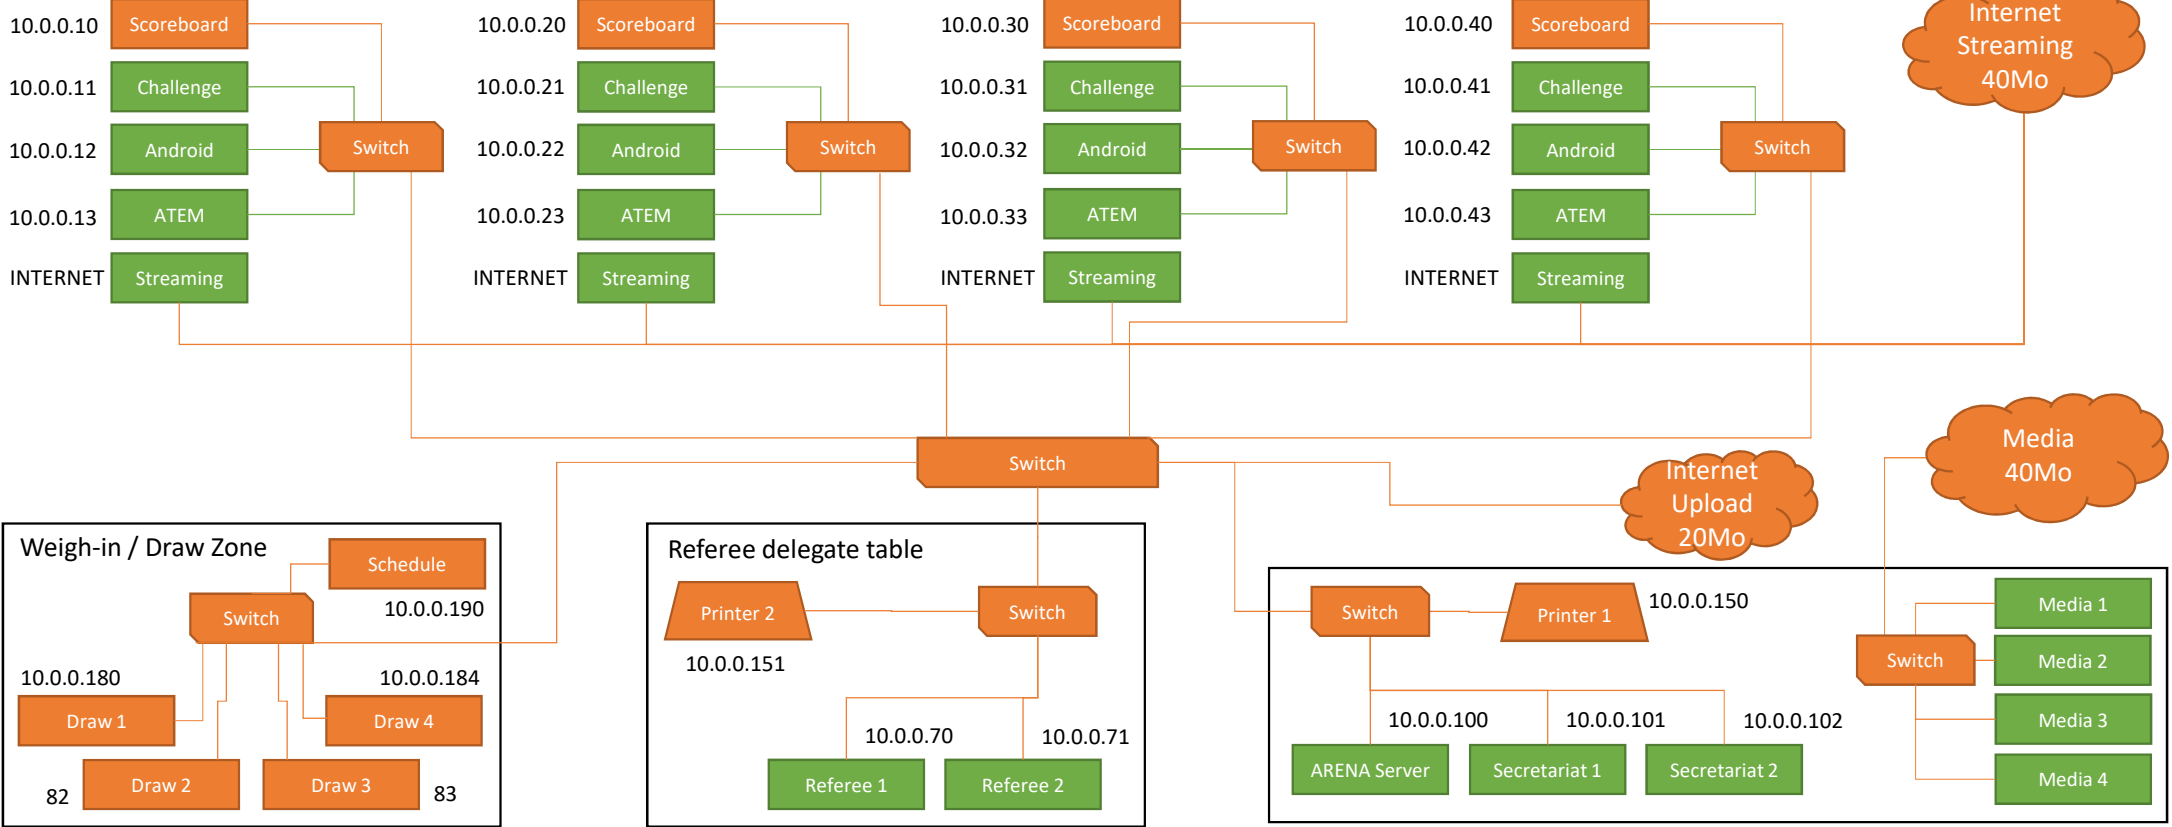 10.0.0.10
Scoreboard
10.0.0.11
Challenge
10.0.0.12
Android
Switch
10.0.0.13
ATEM
INTERNET
Streaming
10.0.0.20
Scoreboard
10.0.0.21
Challenge
10.0.0.22
Android
Switch
10.0.0.23
ATEM
INTERNET
Streaming
10.0.0.30
Scoreboard
10.0.0.31
Challenge
10.0.0.32
Android
Switch
10.0.0.33
ATEM
INTERNET
Streaming
10.0.0.40
Scoreboard
10.0.0.41
Challenge
10.0.0.42
Android
Switch
10.0.0.43
ATEM
INTERNET
Streaming
Internet
Streaming
40Mo
Switch
Internet
Upload
20Mo
Media
40Mo
Weigh-in / Draw Zone
Schedule
10.0.0.190
Switch
10.0.0.180
Draw 1
10.0.0.184
Draw 4
82
Draw 2
Draw 3
83
Referee delegate table
Printer 2
10.0.0.151
Switch
10.0.0.70
Referee 1
10.0.0.71
Referee 2
Switch
Printer 1
10.0.0.150
10.0.0.100
ARENA Server
10.0.0.101
Secretariat 1
10.0.0.102
Secretariat 2
Switch
Media 1
Media 2
Media 3
Media 4